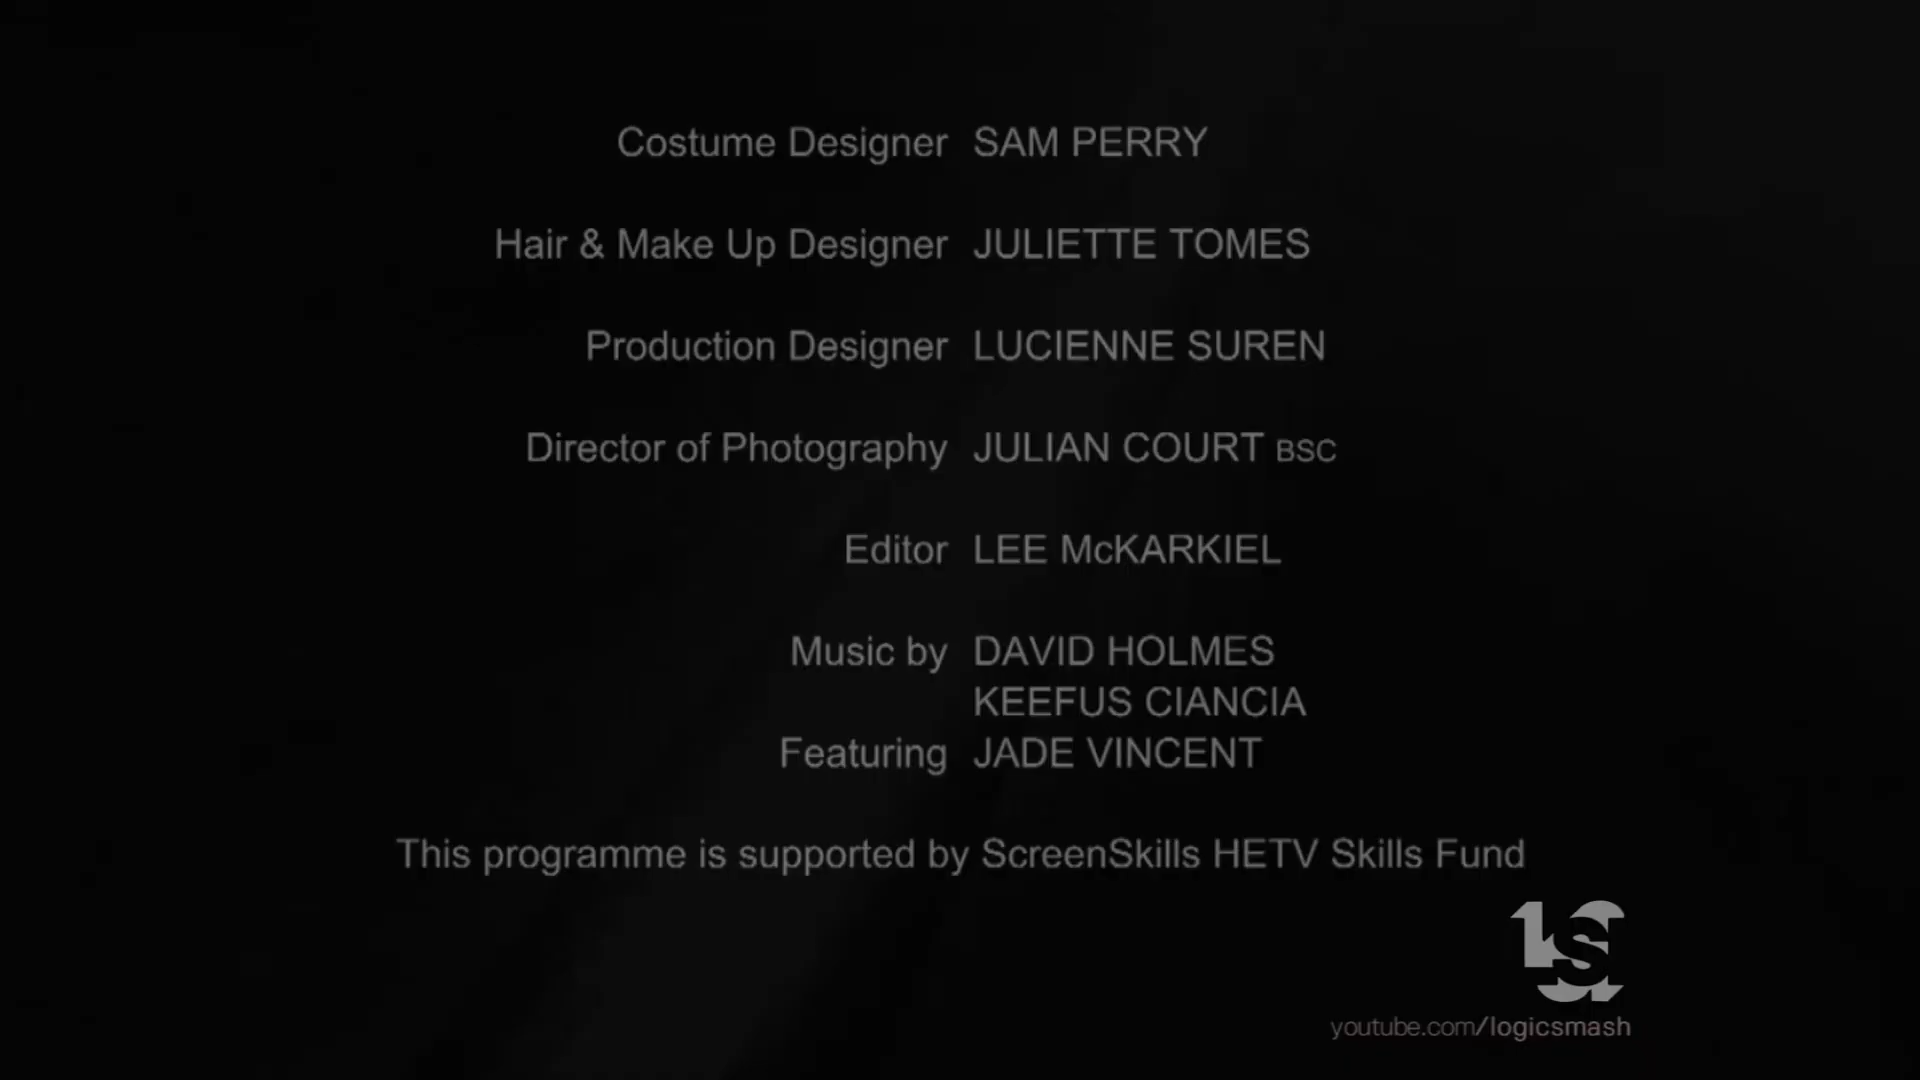 Costume Designer SAM PERRY
Hair & Make Up Designer JULIETTE TOMES
Production Designer LUCIENNE SUREN
Director of Photography JULIAN COURT BSC
Editor LEE McKARKIEL
Music by DAVID HOLMES
KEEFUS CIANCIA
Featuring JADE VINCENT
This programme is supported by ScreenSkills HETV Skills Fund
LS
youtube.com/logicsmash